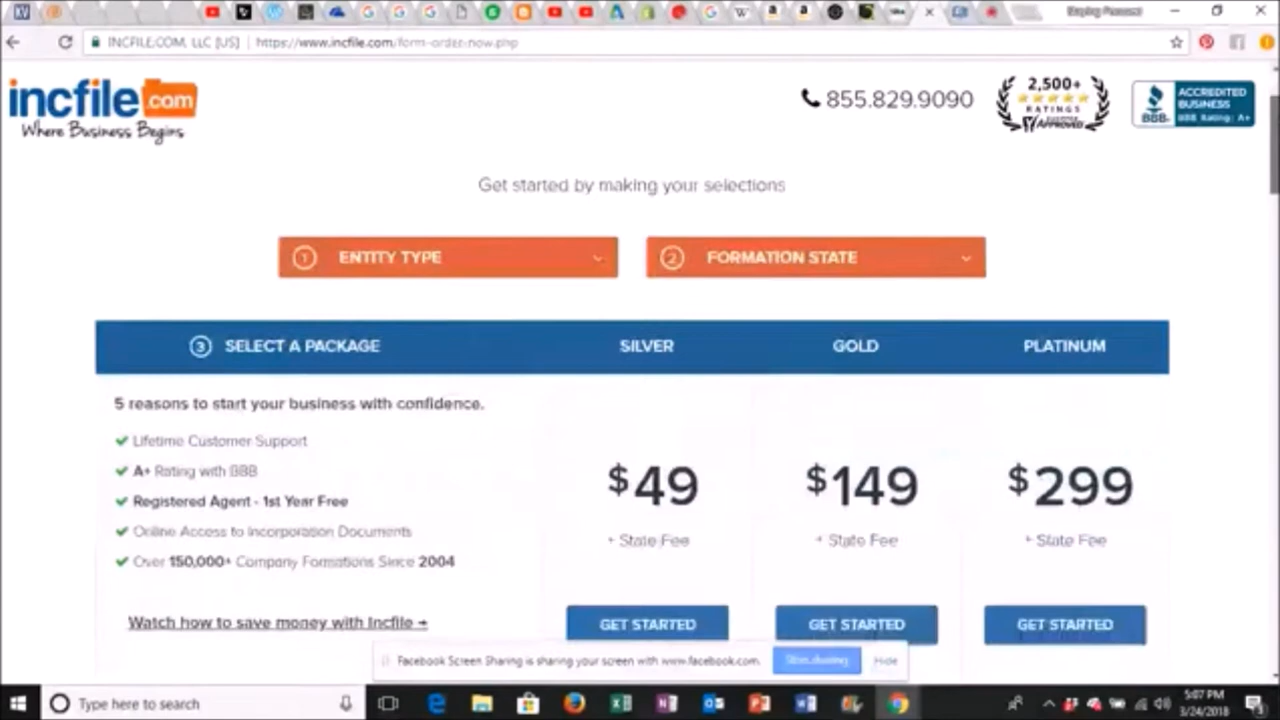 INCFILE.COM, LLC [US] https://www.incfile.com/form-order-now.php
incfile.com
Where Business Begins
855.829.9090
2,500+
RATINGS
APPROVED
ACCREDITED
BUSINESS
BBB
BBB Rating: A+
Get started by making your selections
1 ENTITY TYPE
2 FORMATION STATE
3 SELECT A PACKAGE SILVER GOLD PLATINUM
5 reasons to start your business with confidence.
Lifetime Customer Support
A+ Rating with BBB
Registered Agent - 1st Year Free
Online Access to Incorporation Documents
Over 150,000+ Company Formations Since 2004
$49 $149 $299
+ State Fee + State Fee + State Fee
Watch how to save money with Incfile
GET STARTED GET STARTED GET STARTED
Facebook Screen Sharing is sharing your screen with www.facebook.com. Stop sharing Hide
Type here to search
5:07 PM
3/24/2018